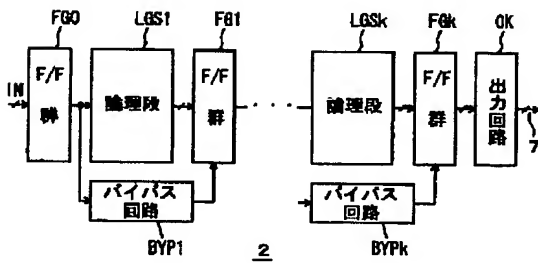 FG0
LGS1
FG1
LGSk
FGk
OK
IN
F/F
群
論理段
F/F
群
論理段
F/F
群
出力回路
7
バイパス
回路
バイパス
回路
BYP1
BYPk
2